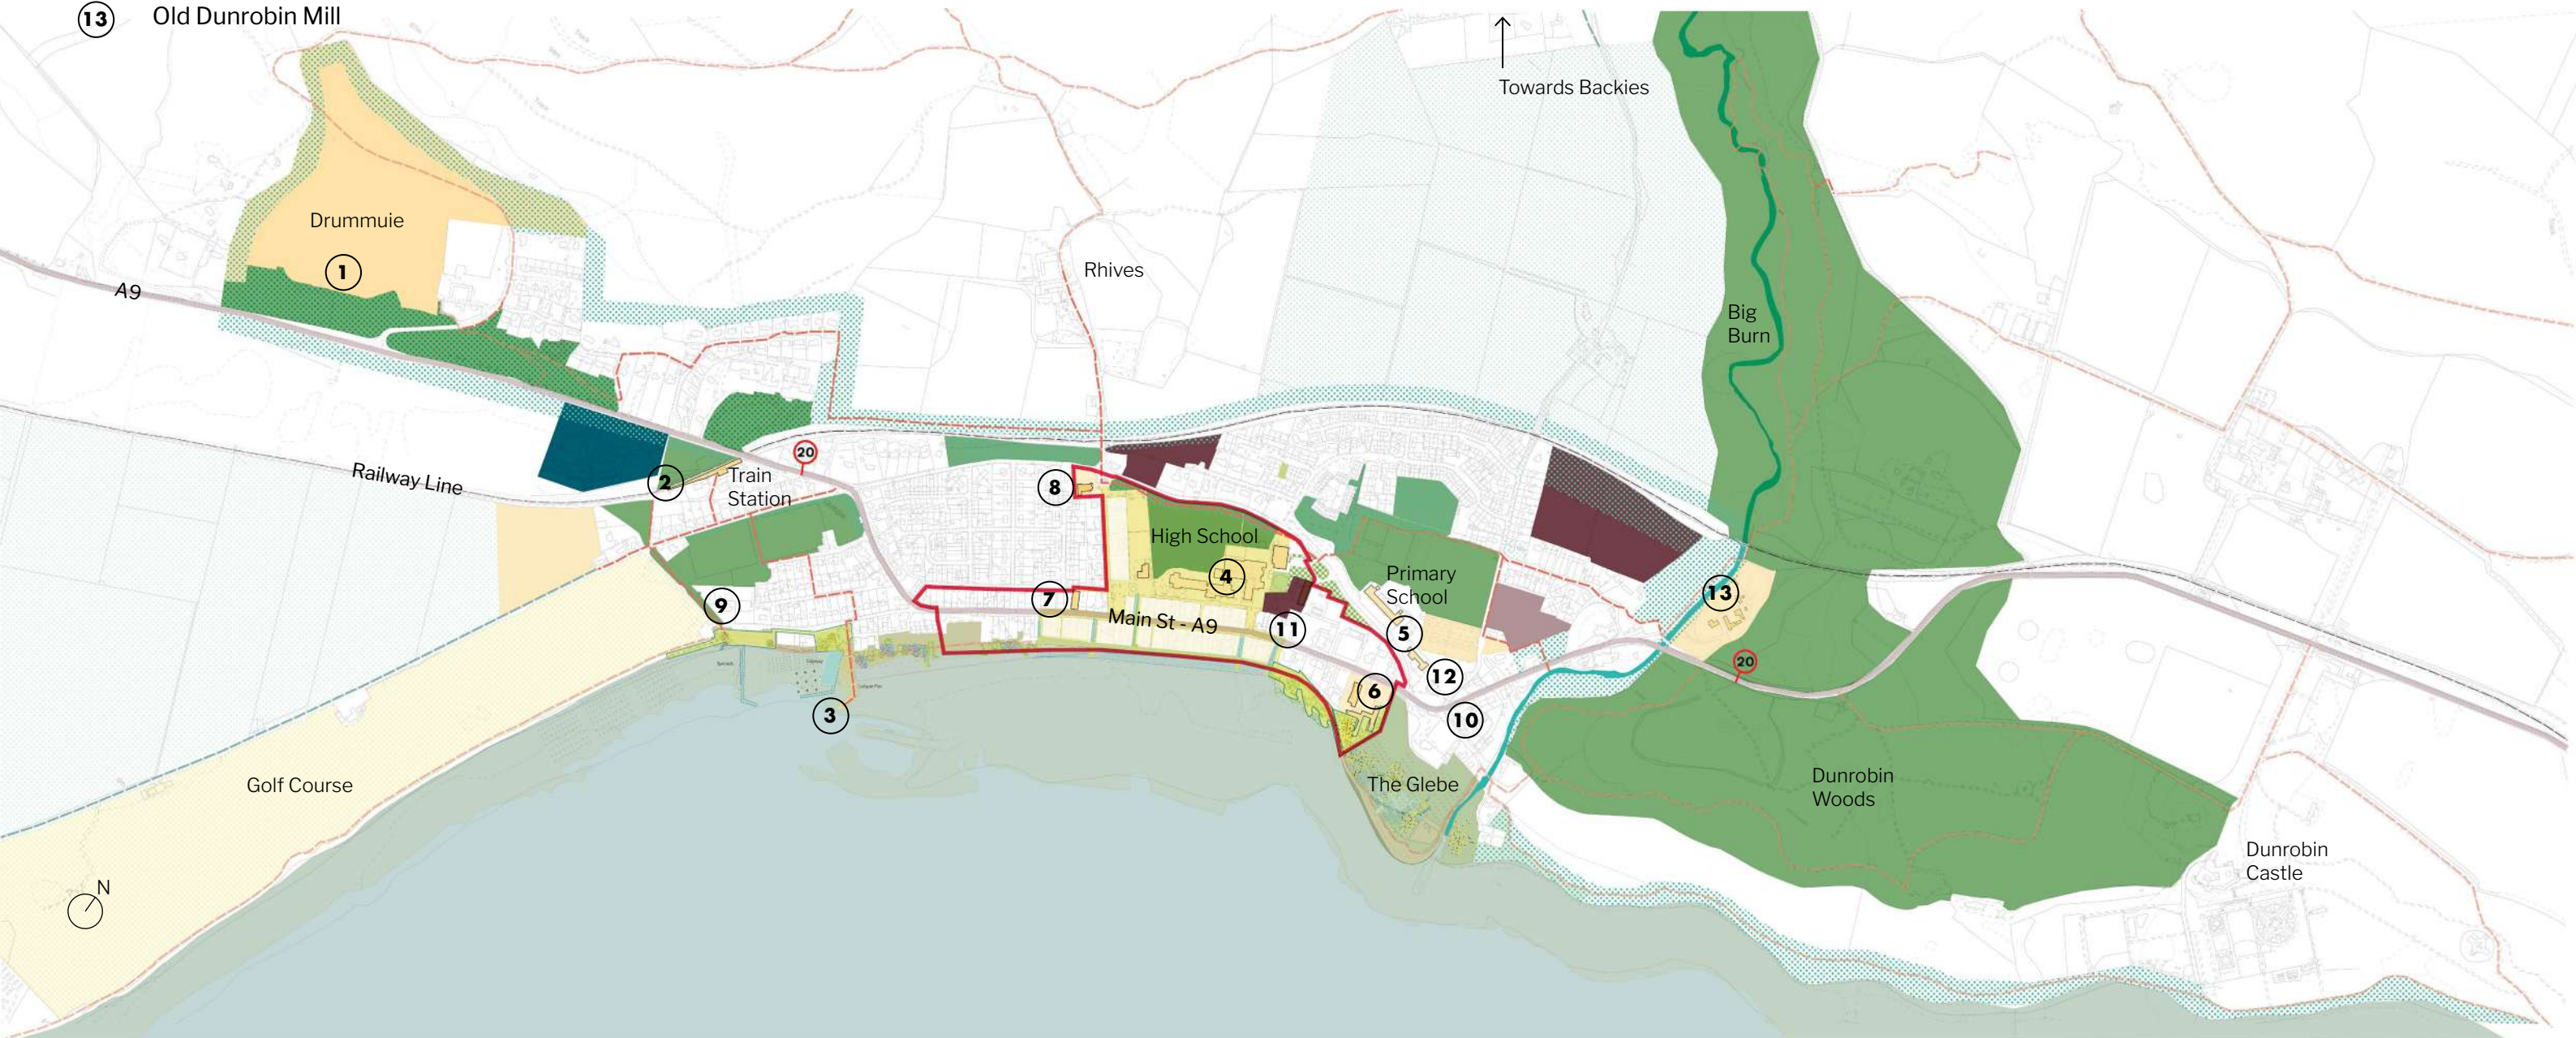 13 Old Dunrobin Mill
Towards Backies
Drummuie
1
A9
Rhives
Big
Burn
Railway Line
20
2
Train
Station
8
High School
4
Primary
School
13
9
7
Main St - A9
11
5
20
12
6
3
10
Golf Course
The Glebe
Dunrobin
Woods
Dunrobin
Castle
N